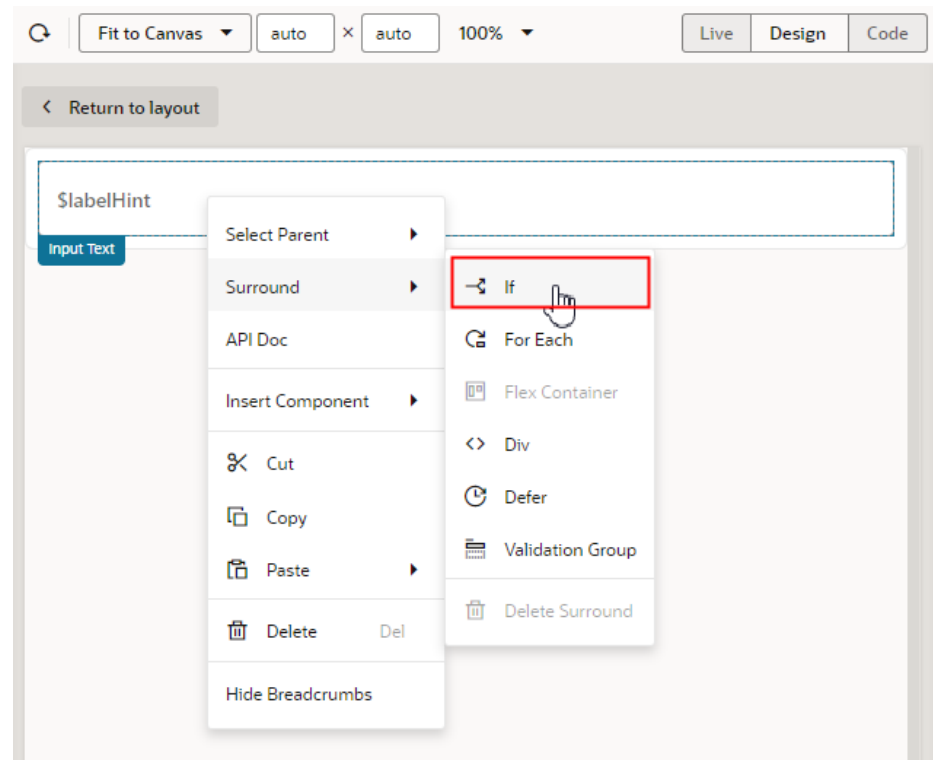 Fit to Canvas auto × auto 100% Live Design Code
Return to layout
$labelHint
Input Text
Select Parent
Surround
API Doc
Insert Component
Cut
Copy
Paste
Delete Del
Hide Breadcrumbs
If
For Each
Flex Container
Div
Defer
Validation Group
Delete Surround